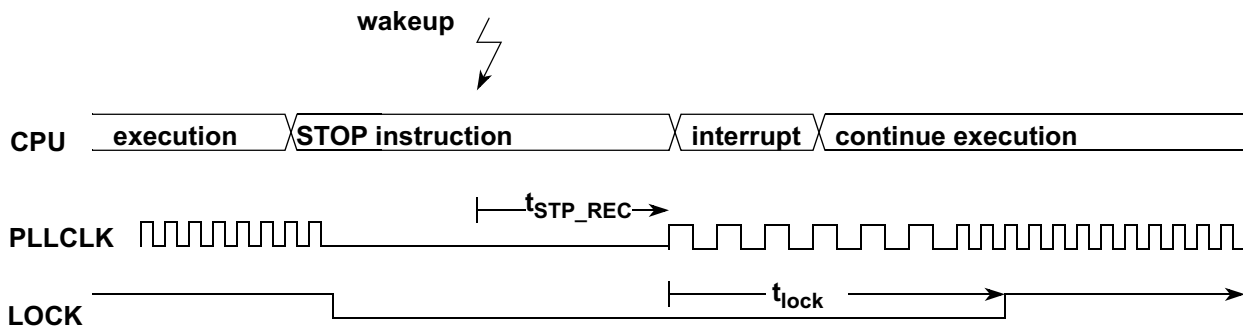 wakeup
CPU execution STOP instruction interrupt continue execution
tSTP_REC
PLLCLK
tlock
LOCK